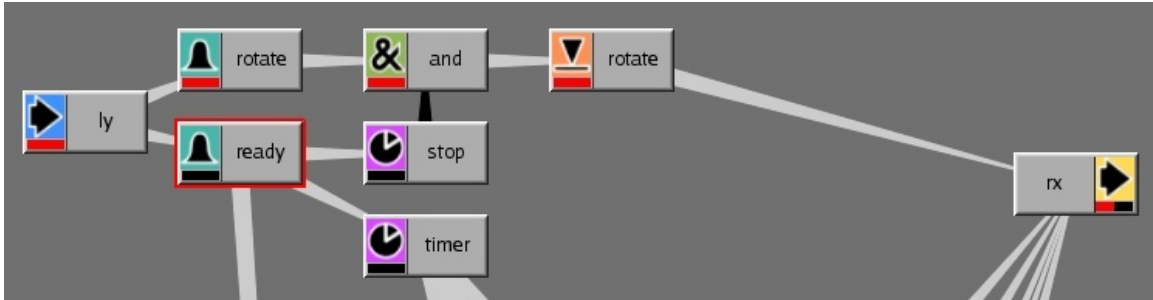 rotate
&
and
rotate
ly
ready
stop
rx
timer